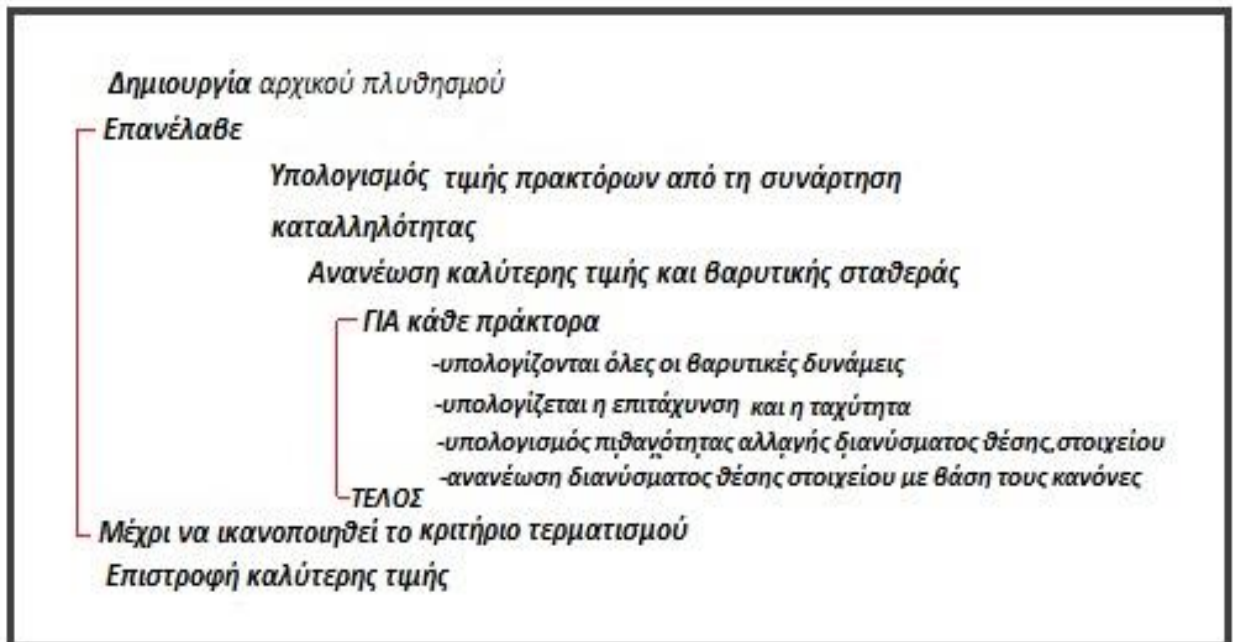 Δημιουργία αρχικού πλυθησμού
Επανέλαβε
Υπολογισμός τιμής πρακτόρων από τη συνάρτηση
καταλληλότητας
Ανανέωση καλύτερης τιμής και βαρυτικής σταθεράς
ΓΙΑ κάθε πράκτορα
-υπολογίζονται όλες οι βαρυτικές δυνάμεις
-υπολογίζεται η επιτάχυνση και η ταχύτητα
-υπολογισμός πιθανότητας αλλαγής διανύσματος θέσης στοιχείου
-ανανέωση διανύσματος θέσης στοιχείου με βάση τους κανόνες
ΤΕΛΟΣ
Μέχρι να ικανοποιηθεί το κριτήριο τερματισμού
Επιστροφή καλύτερης τιμής